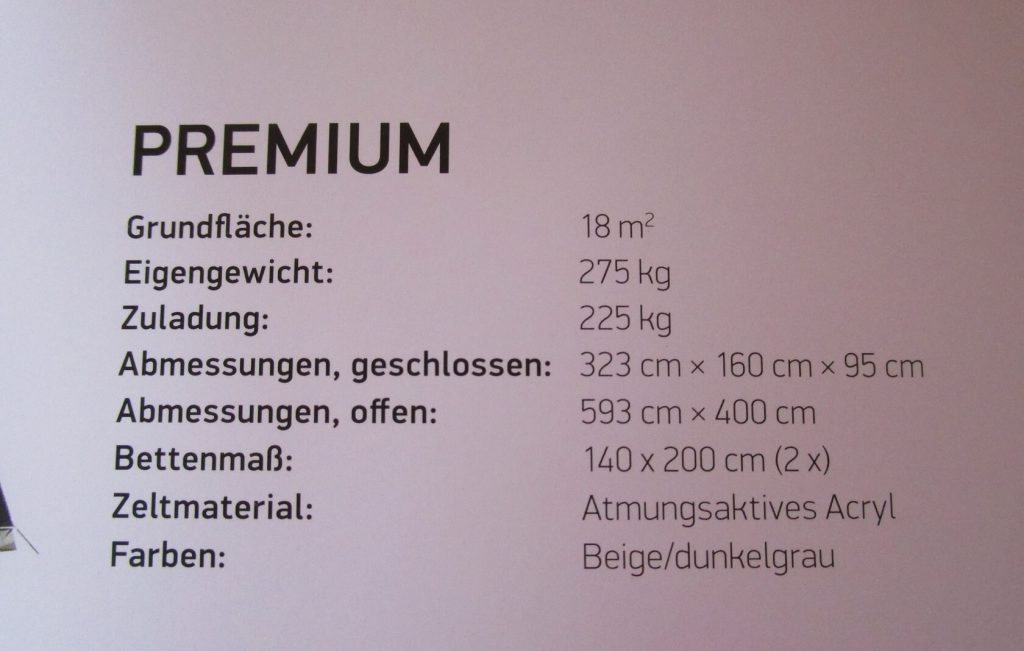 PREMIUM
Grundfläche: 18 m²
Eigengewicht: 275 kg
Zuladung: 225 kg
Abmessungen, geschlossen: 323 cm × 160 cm × 95 cm
Abmessungen, offen: 593 cm × 400 cm
Bettenmaß: 140 x 200 cm (2 x)
Zeltmaterial: Atmungsaktives Acryl
Farben: Beige/dunkelgrau